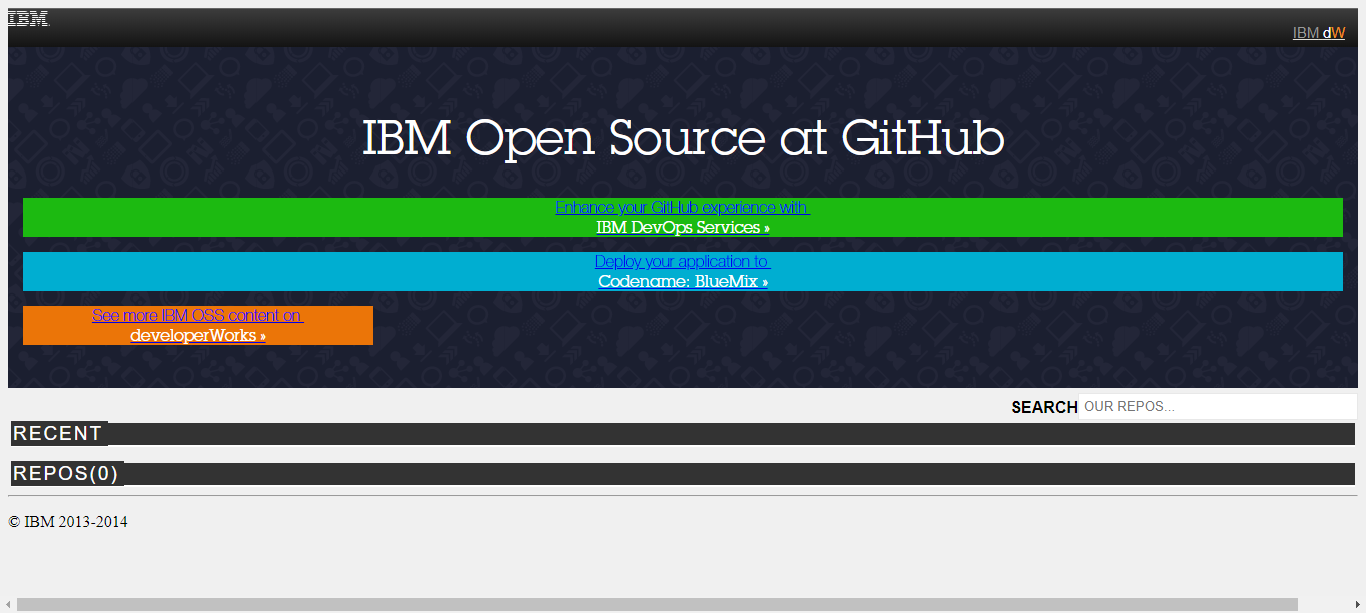 IBM
IBM dW
IBM Open Source at GitHub
Enhance your GitHub experience with
IBM DevOps Services »
Deploy your application to
Codename: BlueMix »
See more IBM OSS content on
developerWorks »
SEARCH OUR REPOS...
RECENT
REPOS(0)
© IBM 2013-2014